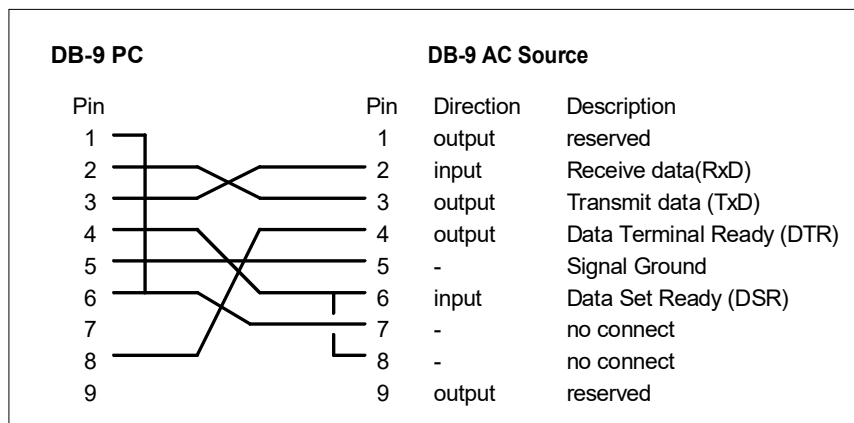 DB-9 PC DB-9 AC Source
Pin Pin Direction Description
1 1 output reserved
2 2 input Receive data(RxD)
3 3 output Transmit data (TxD)
4 4 output Data Terminal Ready (DTR)
5 5 - Signal Ground
6 6 input Data Set Ready (DSR)
7 7 - no connect
8 8 - no connect
9 9 output reserved